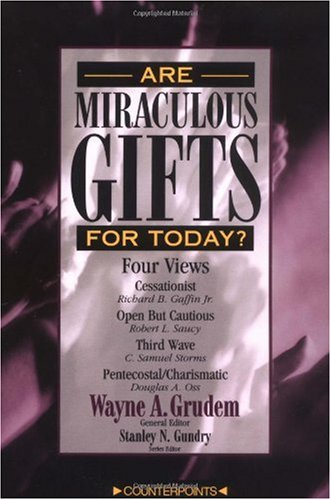 ARE
MIRACULOUS
GIFTS
FOR TODAY?
Four Views
Cessationist
Richard B. Gaffin Jr.
Open But Cautious
Robert L. Saucy
Third Wave
C. Samuel Storms
Pentecostal/Charismatic
Douglas A. Oss
Wayne A. Grudem
General Editor
Stanley N. Gundry
Series Editor
COUNTERPOINTS